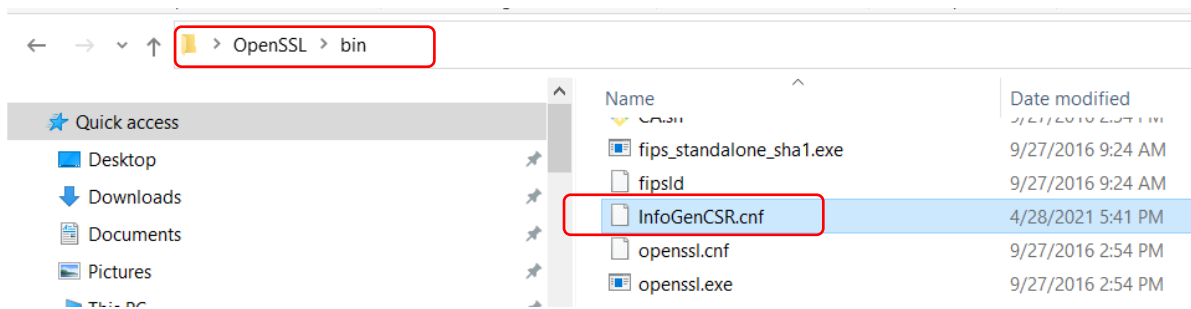 OpenSSL > bin
Name
Date modified
Quick access
Desktop
fips_standalone_sha1.exe
9/27/2016 9:24 AM
Downloads
fipsld
9/27/2016 9:24 AM
InfoGenCSR.cnf
4/28/2021 5:41 PM
Documents
openssl.cnf
9/27/2016 2:54 PM
Pictures
openssl.exe
9/27/2016 2:54 PM